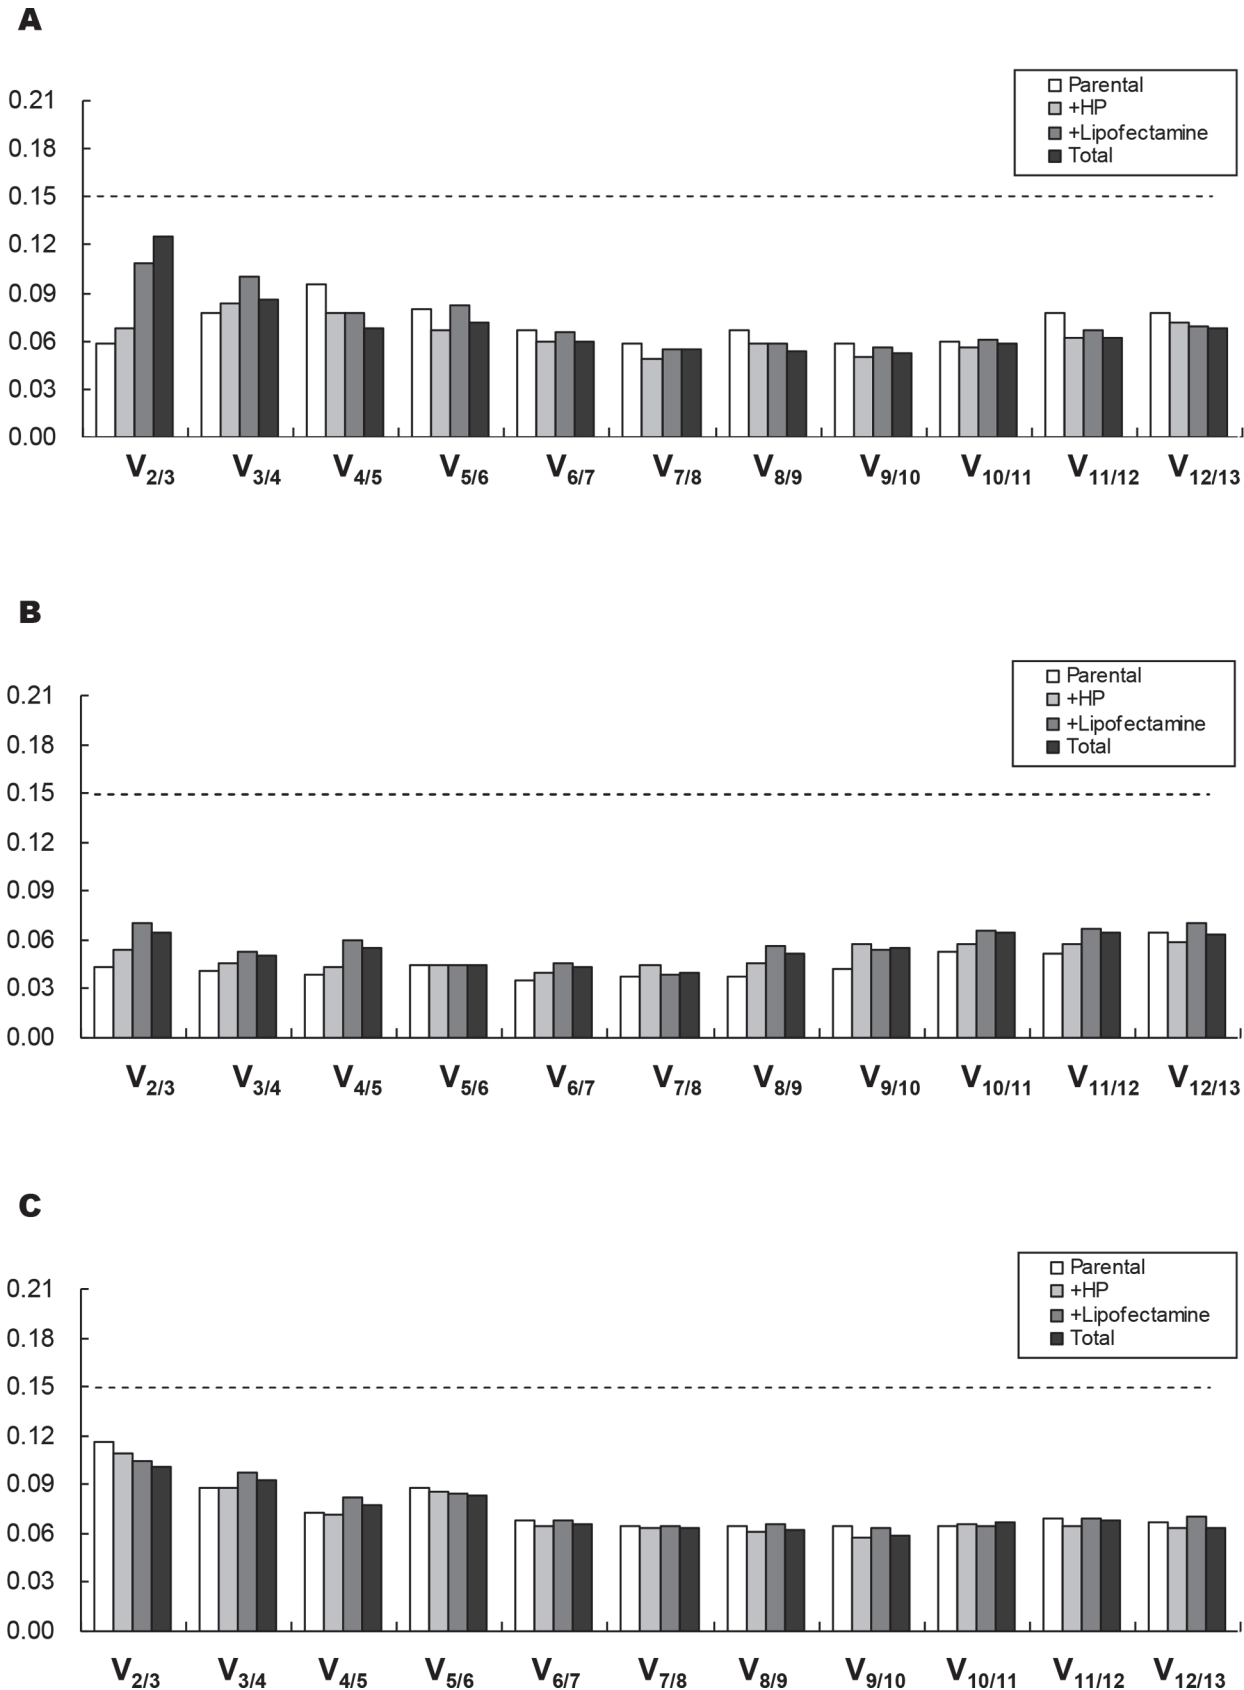 A
0.21
0.18
0.15
0.12
0.09
0.06
0.03
0.00
Parental
+HP
+Lipofectamine
Total
V2/3 V3/4 V4/5 V5/6 V6/7 V7/8 V8/9 V9/10 V10/11 V11/12 V12/13
B
0.21
0.18
0.15
0.12
0.09
0.06
0.03
0.00
Parental
+HP
+Lipofectamine
Total
V2/3 V3/4 V4/5 V5/6 V6/7 V7/8 V8/9 V9/10 V10/11 V11/12 V12/13
C
0.21
0.18
0.15
0.12
0.09
0.06
0.03
0.00
Parental
+HP
+Lipofectamine
Total
V2/3 V3/4 V4/5 V5/6 V6/7 V7/8 V8/9 V9/10 V10/11 V11/12 V12/13